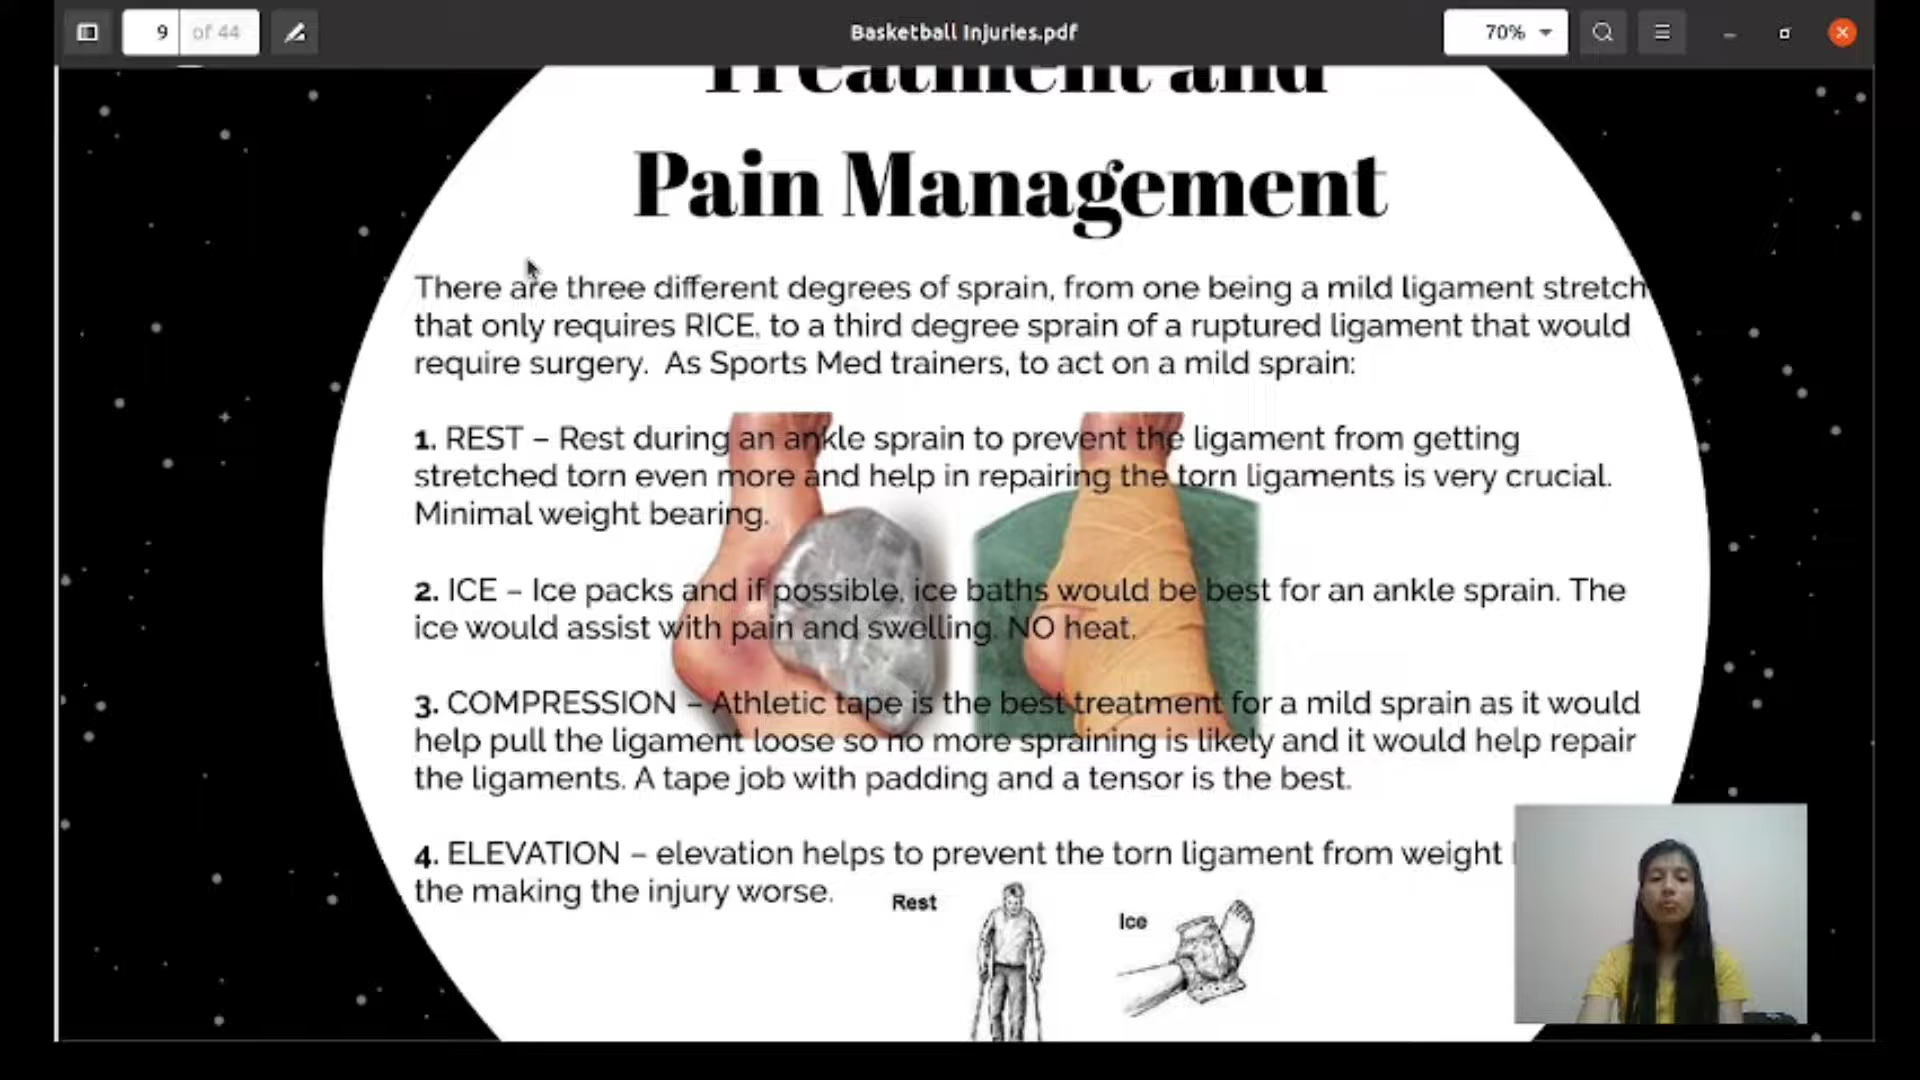 9 of 44
Basketball Injuries.pdf
70%
Treatment and
Pain Management
There are three different degrees of sprain, from one being a mild ligament stretch
that only requires RICE, to a third degree sprain of a ruptured ligament that would
require surgery. As Sports Med trainers, to act on a mild sprain:
1. REST – Rest during an ankle sprain to prevent the ligament from getting
stretched torn even more and help in repairing the torn ligaments is very crucial.
Minimal weight bearing.
2. ICE – Ice packs and if possible, ice baths would be best for an ankle sprain. The
ice would assist with pain and swelling. NO heat.
3. COMPRESSION – Athletic tape is the best treatment for a mild sprain as it would
help pull the ligament loose so no more spraining is likely and it would help repair
the ligaments. A tape job with padding and a tensor is the best.
4. ELEVATION – elevation helps to prevent the torn ligament from weight
the making the injury worse.
Rest
Ice